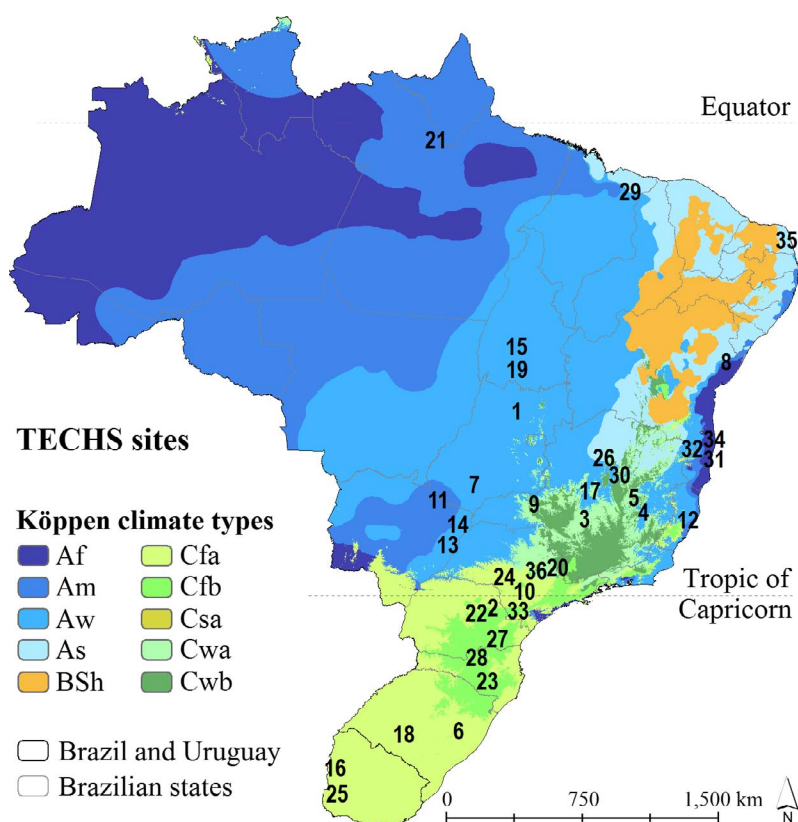 Equator
21
29
35
15
19
8
1
TECHS sites
34
32
31
26
30
7
17
5
11
9
3
4
12
14
13
Köppen climate types
Af
Cfa
Am
Cfb
Aw
Csa
As
Cwa
BSh
Cwb
24
36
20
10
Tropic of
Capricorn
22
2
33
27
28
23
18
6
Brazil and Uruguay
Brazilian states
16
25
0
750
1,500 km
N